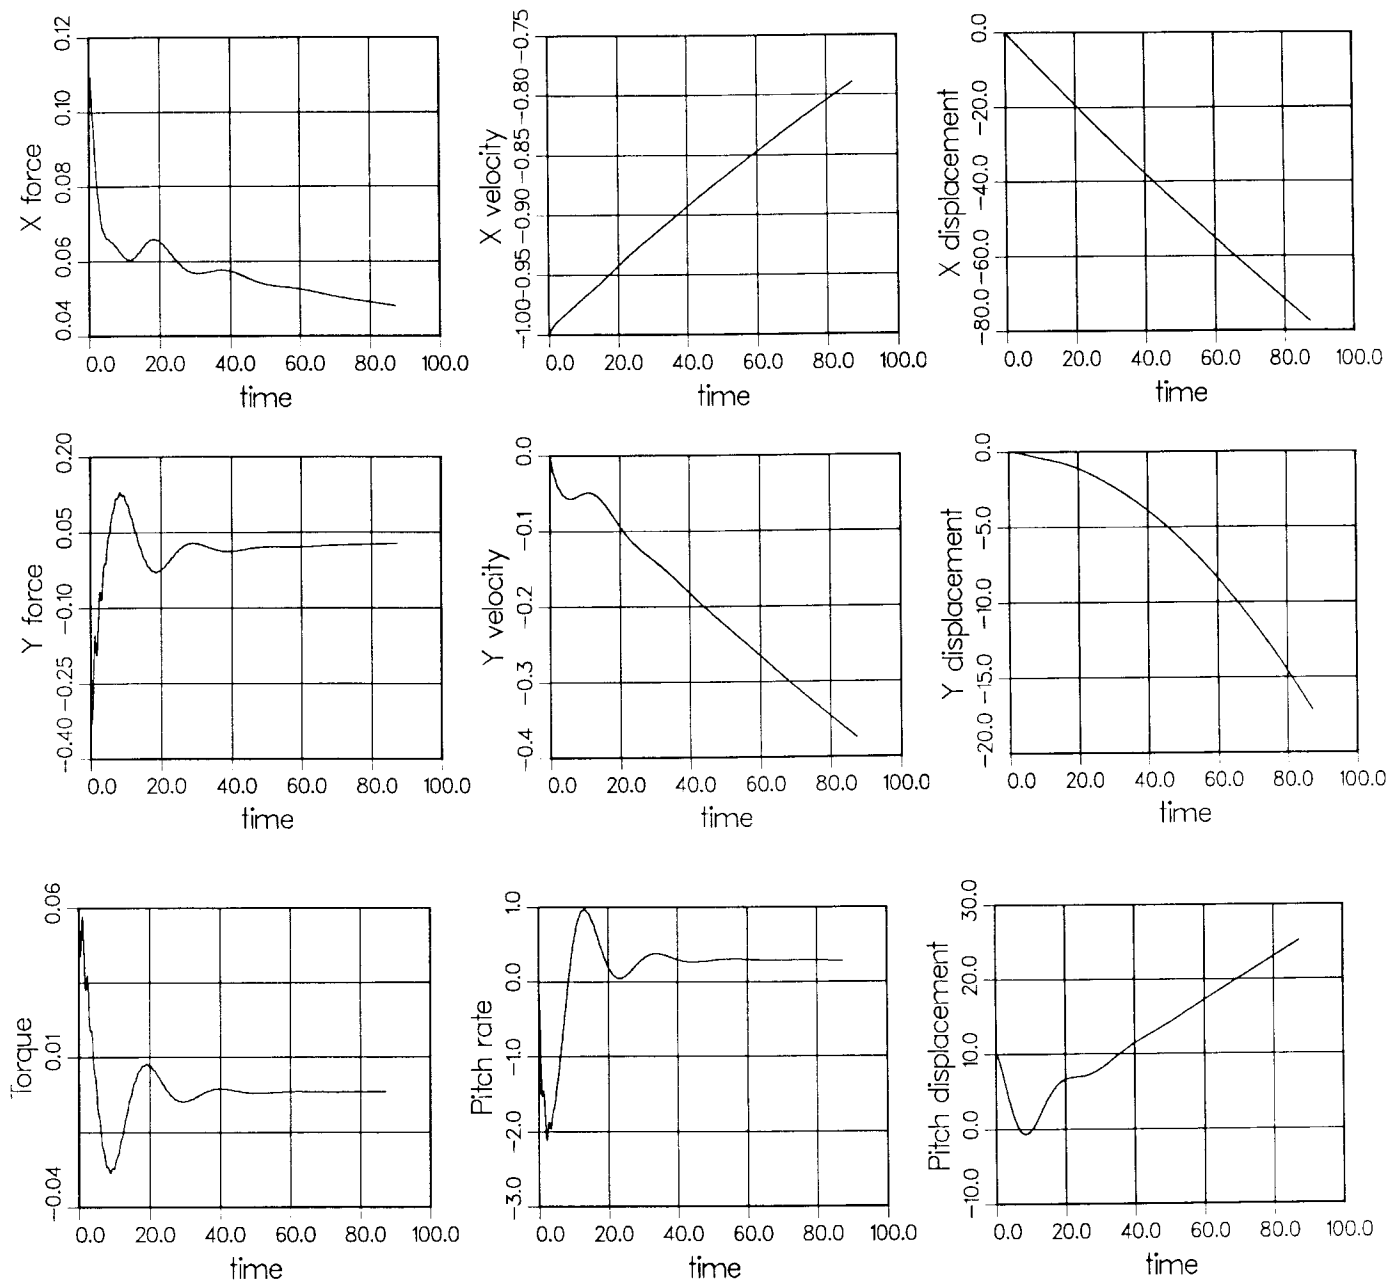 X force
0.12
0.10
0.08
0.06
0.04
0.0 20.0 40.0 60.0 80.0 100.0
time
X velocity
-0.75
-0.80
-0.85
-0.90
-0.95
-1.00
0.0 20.0 40.0 60.0 80.0 100.0
time
X displacement
0.0
-20.0
-40.0
-60.0
-80.0
0.0 20.0 40.0 60.0 80.0 100.0
time
Y force
0.20
0.05
-0.10
-0.25
-0.40
0.0 20.0 40.0 60.0 80.0 100.0
time
Y velocity
0.0
-0.1
-0.2
-0.3
-0.4
0.0 20.0 40.0 60.0 80.0 100.0
time
Y displacement
0.0
-5.0
-10.0
-15.0
-20.0
0.0 20.0 40.0 60.0 80.0 100.0
time
Torque
0.06
0.01
-0.04
0.0 20.0 40.0 60.0 80.0 100.0
time
Pitch rate
1.0
0.0
-1.0
-2.0
-3.0
0.0 20.0 40.0 60.0 80.0 100.0
time
Pitch displacement
30.0
20.0
10.0
0.0
-10.0
0.0 20.0 40.0 60.0 80.0 100.0
time